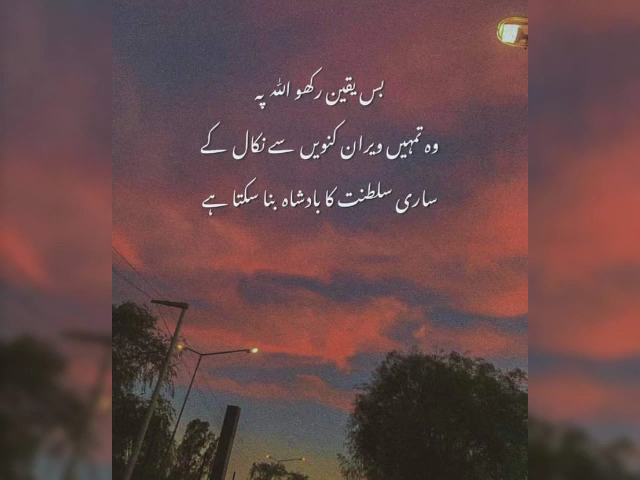 بس یقین رکھو اللہ پہ
وہ تمہیں ویران کنویں سے نکال کے
ساری سلطنت کا بادشاہ بنا سکتا ہے